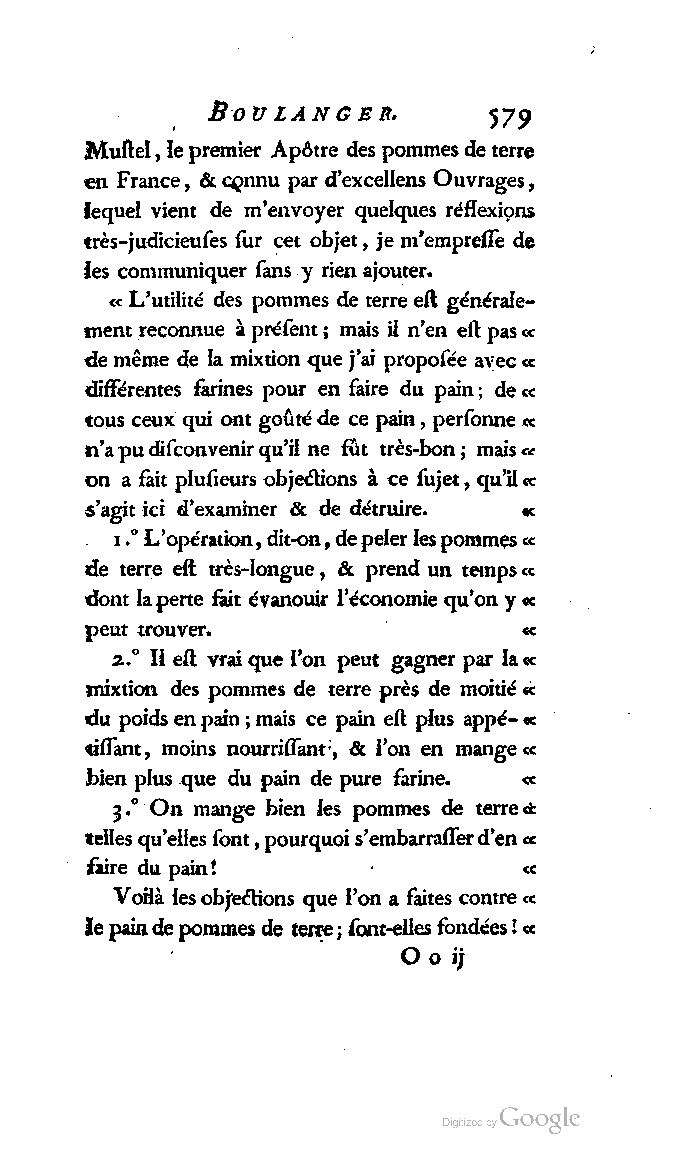 BOULANGER. 579
Muſtel, le premier Apôtre des pommes de terre
en France, & connu par d'excellens Ouvrages,
lequel vient de m'envoyer quelques réflexions
très-judicieuſes ſur cet objet, je m'empreſſe de
les communiquer ſans y rien ajouter.
« L'utilité des pommes de terre eſt générale-
ment reconnue à préſent ; mais il n'en eſt pas «
de même de la mixtion que j'ai propoſée avec «
différentes farines pour en faire du pain ; de «
tous ceux qui ont goûté de ce pain, perſonne «
n'a pu diſconvenir qu'il ne fût très-bon ; mais «
on a fait pluſieurs objections à ce ſujet, qu'il «
s'agit ici d'examiner & de détruire. «
1.° L'opération, dit-on, de peler les pommes «
de terre eſt très-longue, & prend un temps «
dont la perte fait évanouir l'économie qu'on y «
peut trouver. «
2.° Il eſt vrai que l'on peut gagner par la «
mixtion des pommes de terre près de moitié «
du poids en pain ; mais ce pain eſt plus appé- «
tiſſant, moins nourriſſant, & l'on en mange «
bien plus que du pain de pure farine. «
3.° On mange bien les pommes de terre «
telles qu'elles ſont, pourquoi s'embarraſſer d'en «
faire du pain ! «
Voilà les objections que l'on a faites contre «
le pain de pommes de terre ; ſont-elles fondées ! «
O o ij
Digitized by Google